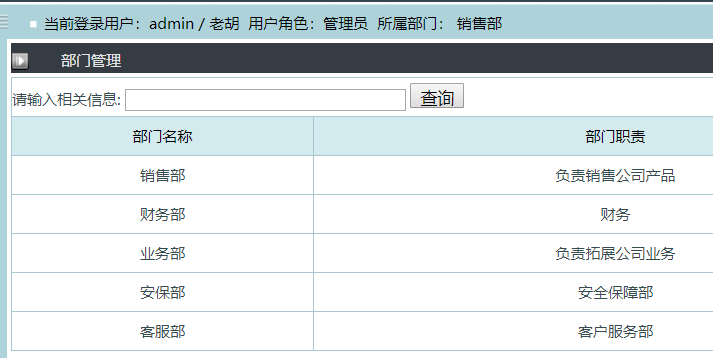 当前登录用户：admin / 老胡 用户角色：管理员 所属部门： 销售部
部门管理
请输入相关信息: 查询
部门名称 部门职责
销售部 负责销售公司产品
财务部 财务
业务部 负责拓展公司业务
安保部 安全保障部
客服部 客户服务部